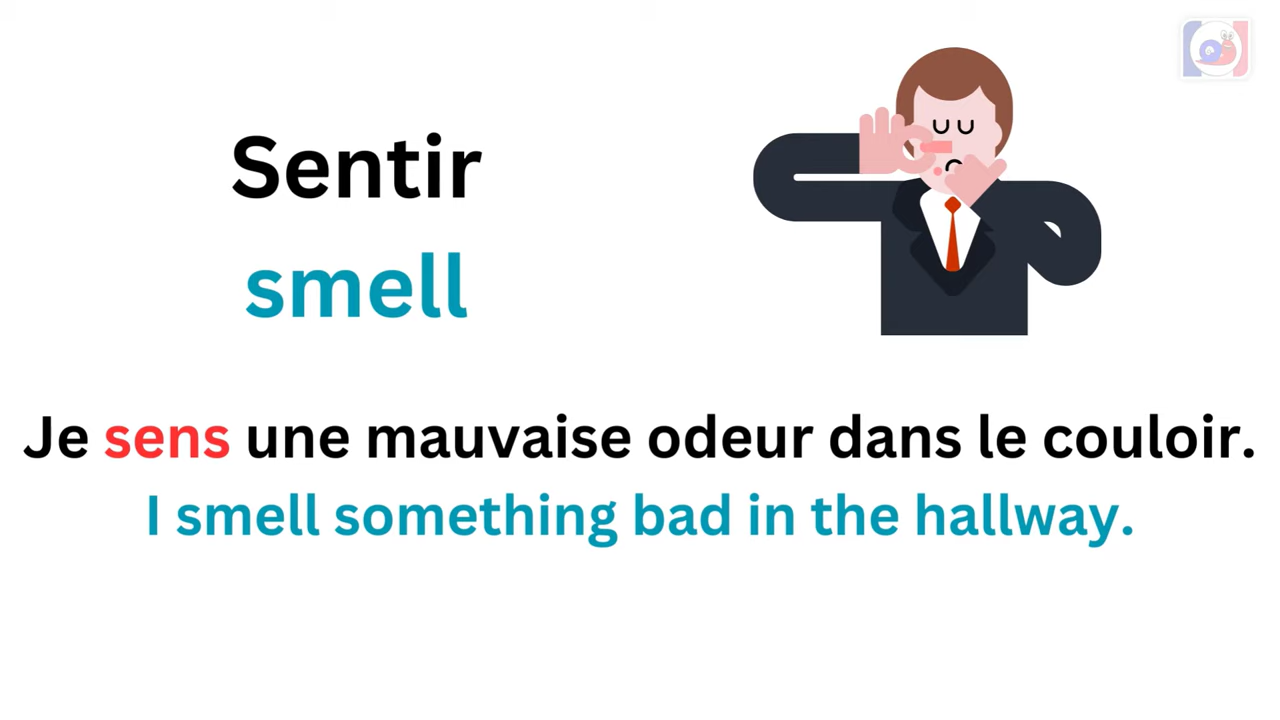 Sentir
smell
Je sens une mauvaise odeur dans le couloir.
I smell something bad in the hallway.